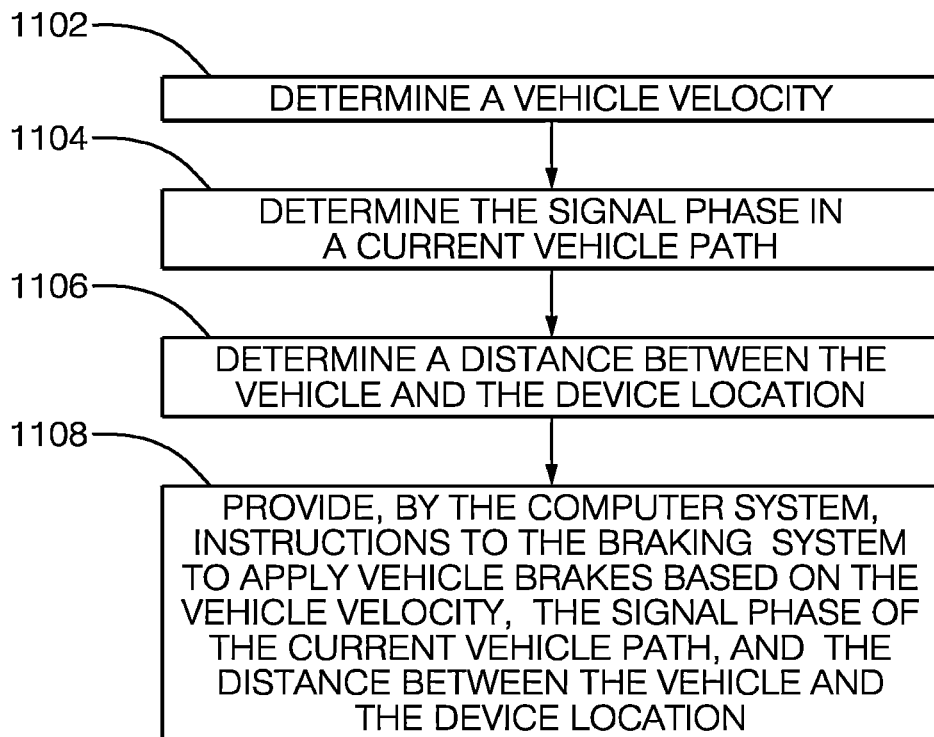 1102
DETERMINE A VEHICLE VELOCITY
1104
DETERMINE THE SIGNAL PHASE IN
A CURRENT VEHICLE PATH
1106
DETERMINE A DISTANCE BETWEEN THE
VEHICLE AND THE DEVICE LOCATION
1108
PROVIDE, BY THE COMPUTER SYSTEM,
INSTRUCTIONS TO THE BRAKING SYSTEM
TO APPLY VEHICLE BRAKES BASED ON THE
VEHICLE VELOCITY, THE SIGNAL PHASE OF
THE CURRENT VEHICLE PATH, AND THE
DISTANCE BETWEEN THE VEHICLE AND
THE DEVICE LOCATION